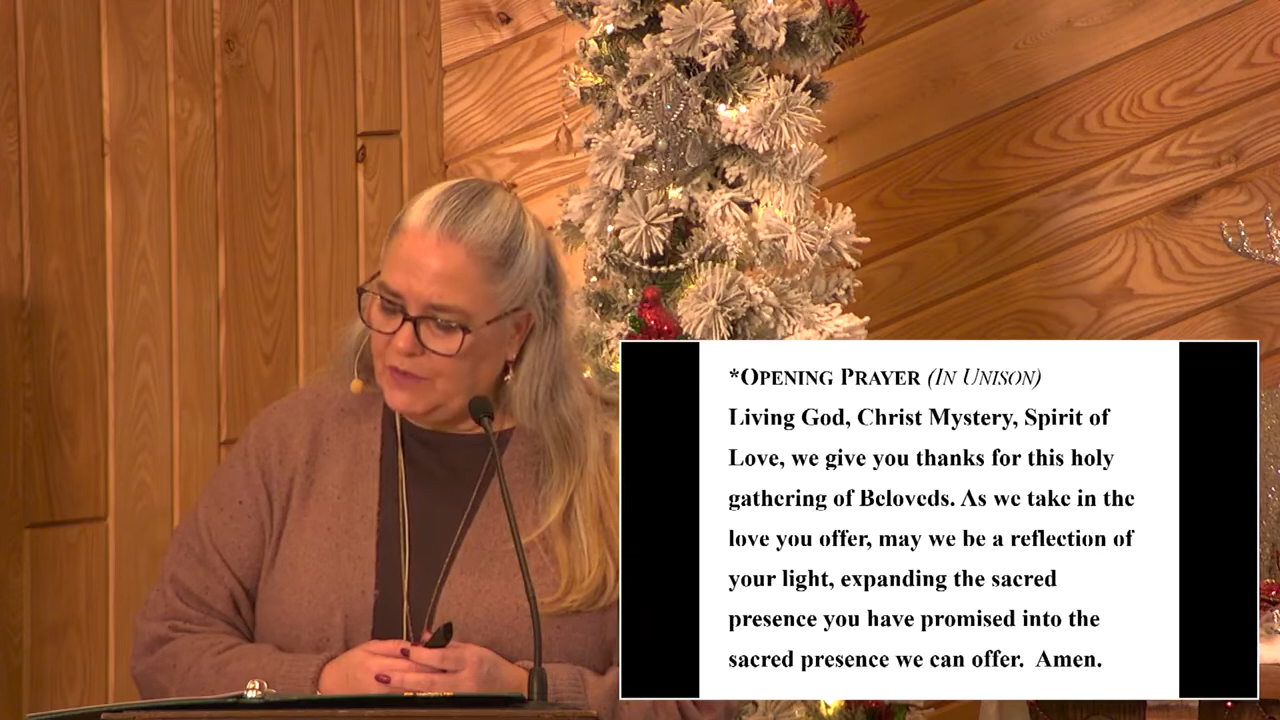 *OPENING PRAYER (IN UNISON)
Living God, Christ Mystery, Spirit of
Love, we give you thanks for this holy
gathering of Beloveds. As we take in the
love you offer, may we be a reflection of
your light, expanding the sacred
presence you have promised into the
sacred presence we can offer.  Amen.